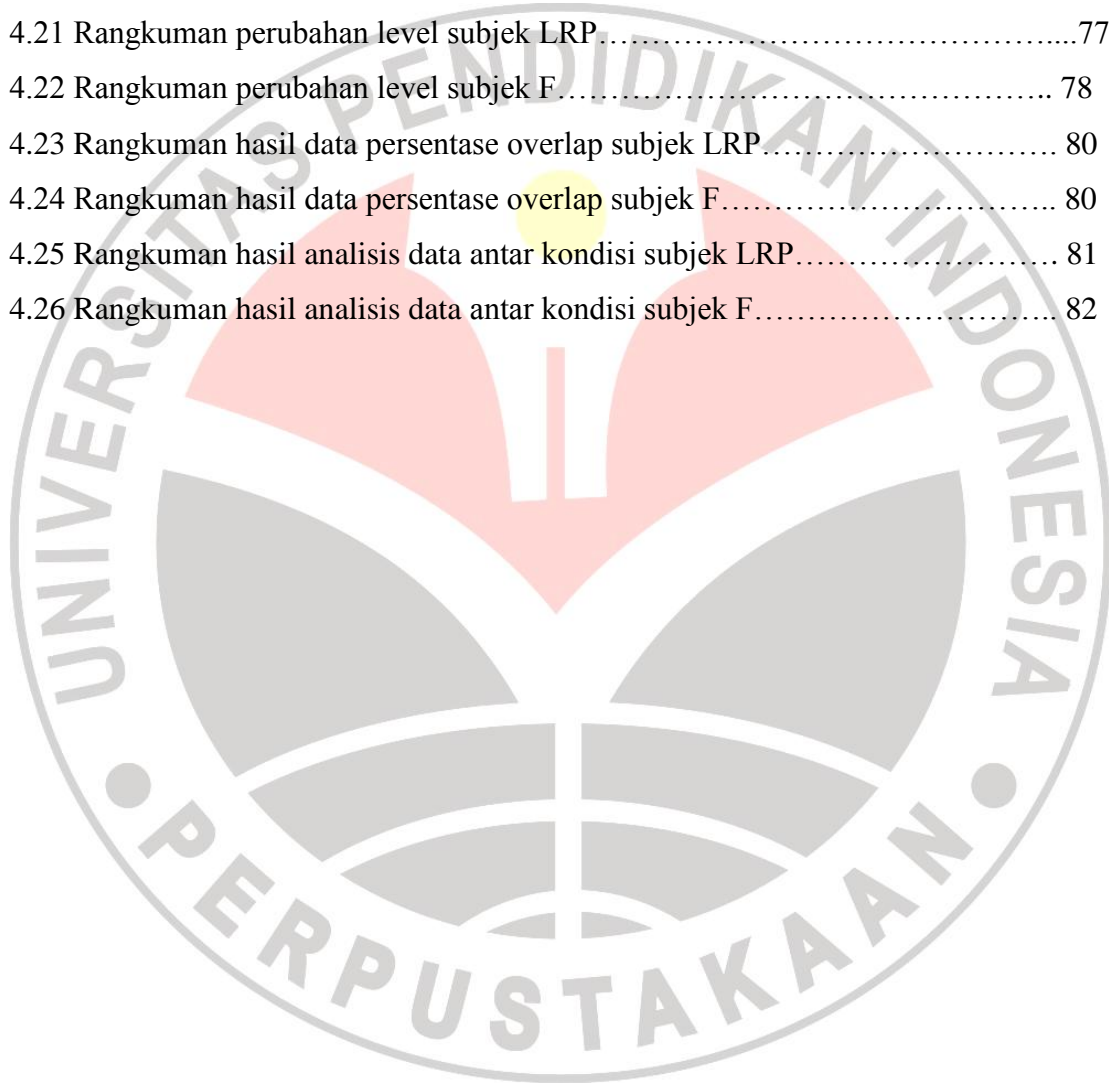 4.21 Rangkuman perubahan level subjek LRP…………………………………….....77
4.22 Rangkuman perubahan level subjek F……………………………………….. 78
4.23 Rangkuman hasil data persentase overlap subjek LRP………………………. 80
4.24 Rangkuman hasil data persentase overlap subjek F………………………….. 80
4.25 Rangkuman hasil analisis data antar kondisi subjek LRP……………………. 81
4.26 Rangkuman hasil analisis data antar kondisi subjek F……………………….. 82
UNIVERSITAS PENDIDIKAN INDONESIA
PERPUSTAKAAN